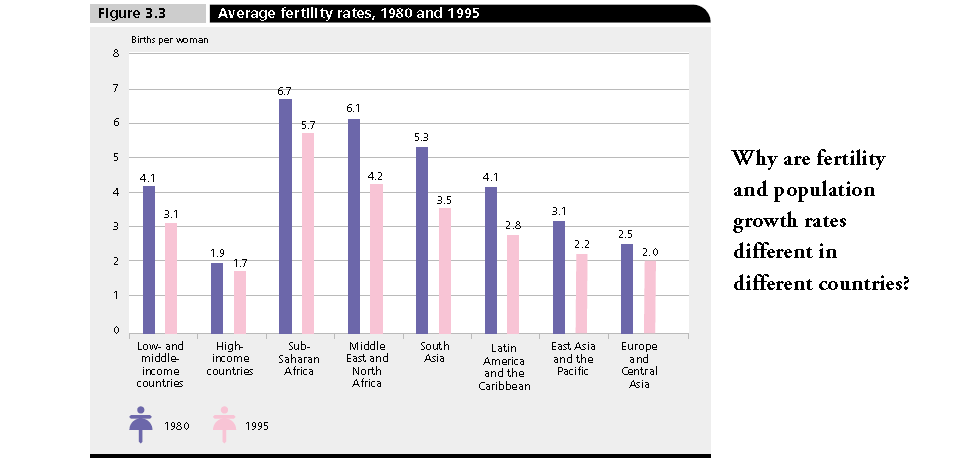 Figure 3.3
Average fertility rates, 1980 and 1995
Births per woman
8
7
6
5
4
3
2
1
0
4.1
3.1
1.9
1.7
6.7
5.7
6.1
4.2
5.3
3.5
4.1
2.8
3.1
2.2
2.5
2.0
Low- and
middle-
income
countries
High-
income
countries
Sub-
Saharan
Africa
Middle
East and
North
Africa
South
Asia
Latin
America
and the
Caribbean
East Asia
and the
Pacific
Europe
and
Central
Asia
1980
1995
Why are fertility
and population
growth rates
different in
different countries?